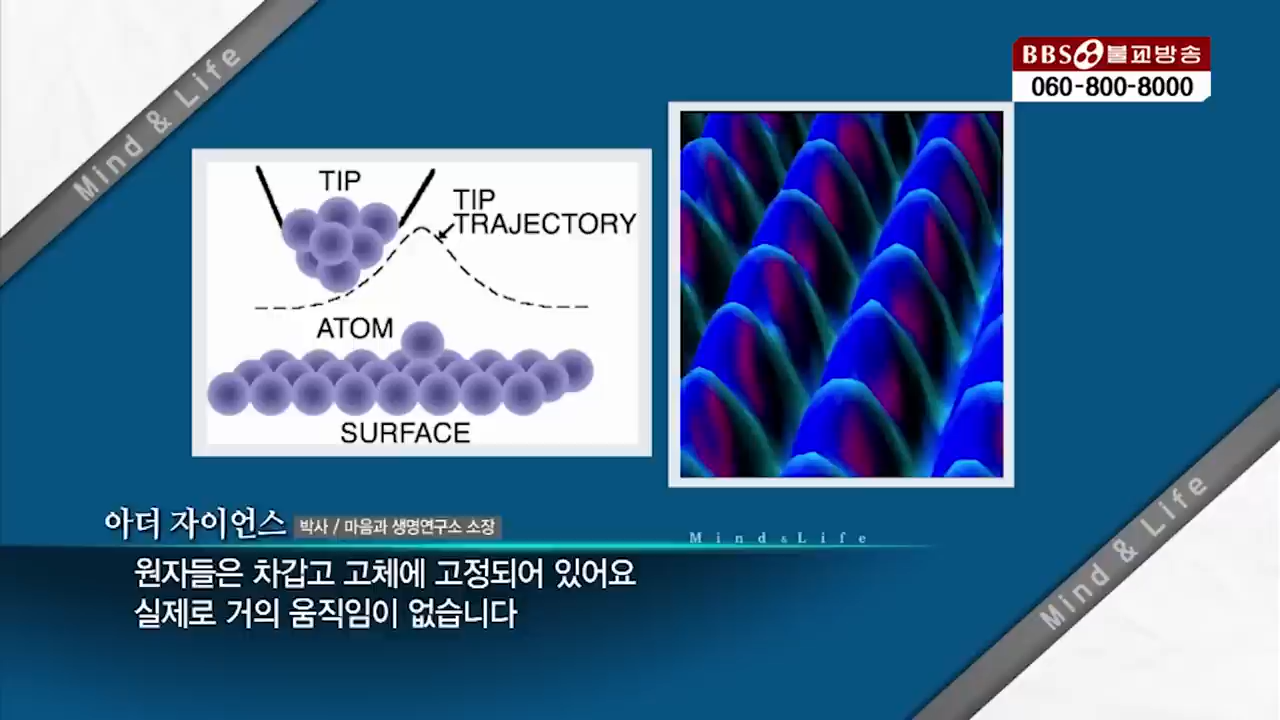 Mind & Life
BBS 불교방송
060-800-8000
TIP
TIP
TRAJECTORY
ATOM
SURFACE
아더 자이언스 박사 / 마음과 생명연구소 소장
Mind & Life
원자들은 차갑고 고체에 고정되어 있어요
실제로 거의 움직임이 없습니다
Mind & Life